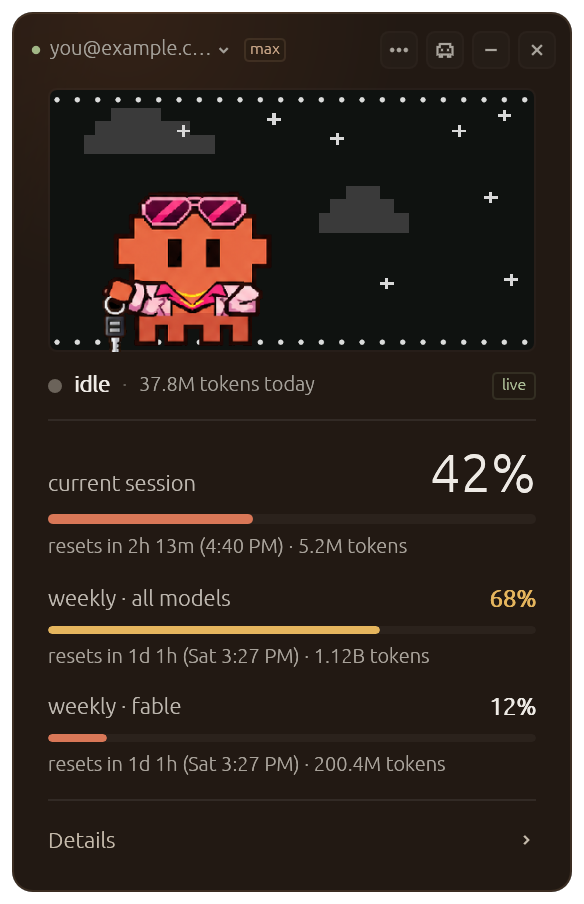 you@example.c… max
idle · 37.8M tokens today live
current session 42%
resets in 2h 13m (4:40 PM) · 5.2M tokens
weekly · all models 68%
resets in 1d 1h (Sat 3:27 PM) · 1.12B tokens
weekly · fable 12%
resets in 1d 1h (Sat 3:27 PM) · 200.4M tokens
Details